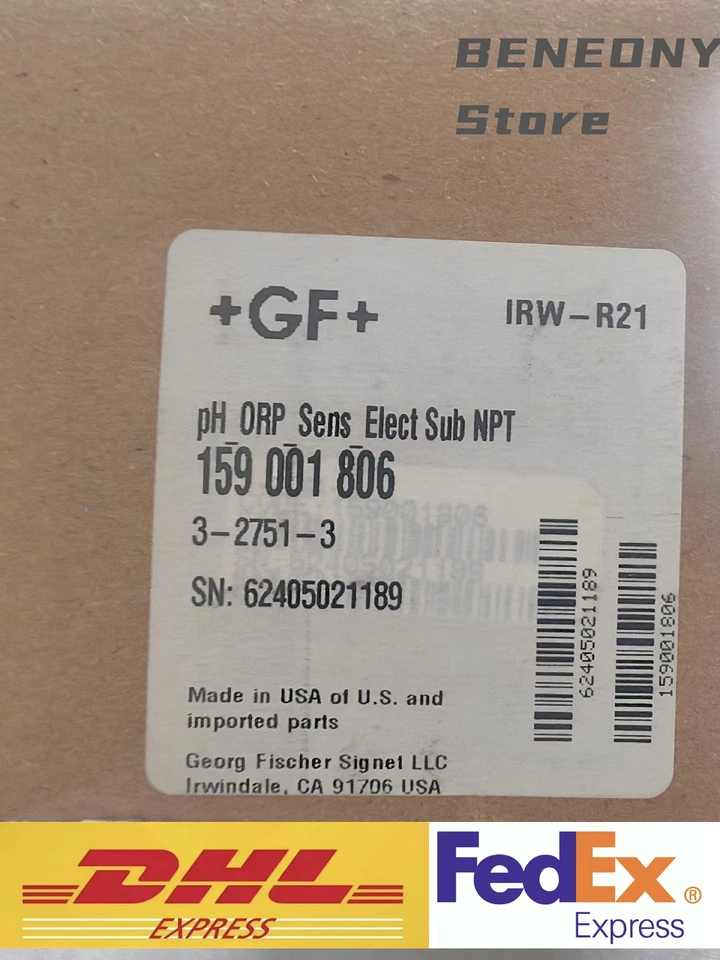 BENEONY
Store
+GF+
IRW-R21
pH ORP Sens Elect Sub NPT
159 001 806
3-2751-3
SN: 62405021189
62405021189
159001806
Made in USA of U.S. and
imported parts
Georg Fischer Signet LLC
Irwindale, CA 91706 USA
DHL
EXPRESS
FedEx®
Express